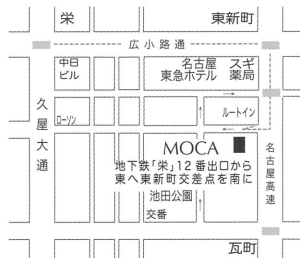 栄
東新町
広小路通
中日
ビル
名古屋
東急ホテル
スギ
薬局
久屋大通
ローソン
ルートイン
MOCA
名古屋高速
地下鉄「栄」12番出口から
東へ東新町交差点を南に
池田公園
交番
瓦町